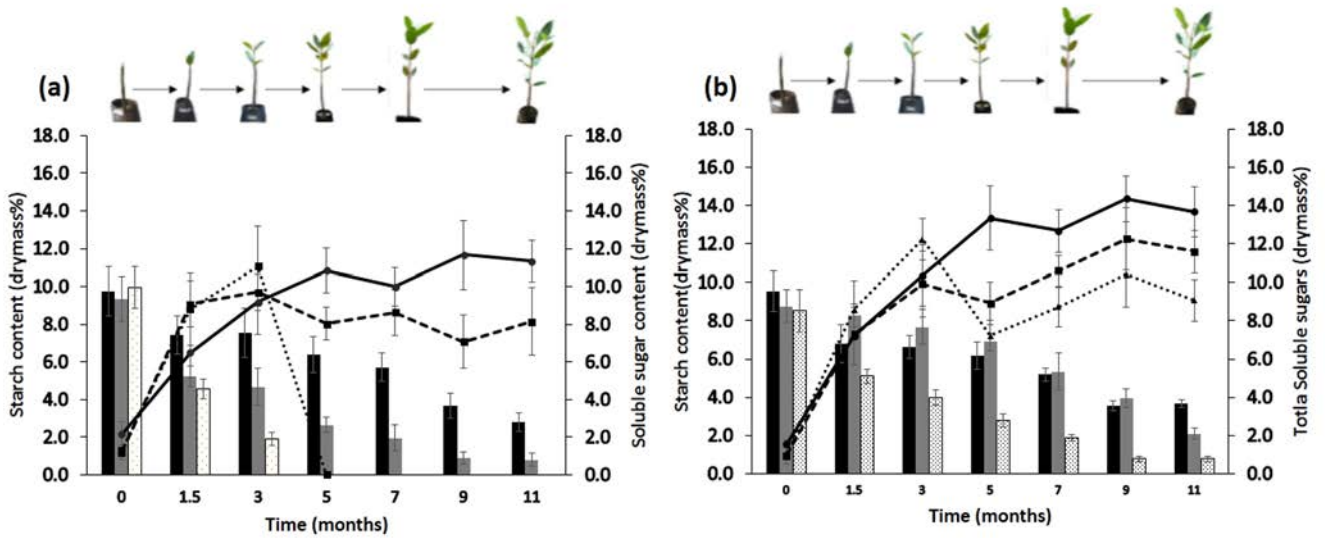 (a)
18.0 18.0
16.0 16.0
14.0 14.0
12.0 12.0
10.0 10.0
8.0 8.0
6.0 6.0
4.0 4.0
2.0 2.0
0.0 0.0
Starch content (drymass%)
Soluble sugar content (drymass%)
0 1.5 3 5 7 9 11
Time (months)
(b)
18.0 18.0
16.0 16.0
14.0 14.0
12.0 12.0
10.0 10.0
8.0 8.0
6.0 6.0
4.0 4.0
2.0 2.0
0.0 0.0
Starch content(drymass%)
Totla Soluble sugars (drymass%)
0 1.5 3 5 7 9 11
Time (months)